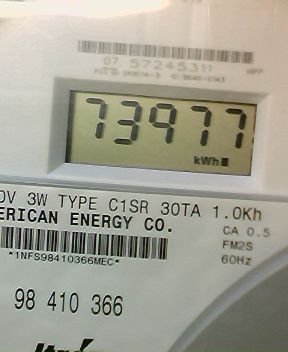 07 57245311
73977
kWh
0V 3W TYPE C1SR 30TA 1.0Kh
ERICAN ENERGY CO.
CA 0.5
*1NFS98410366MEC*
FM2S
60Hz
98 410 366